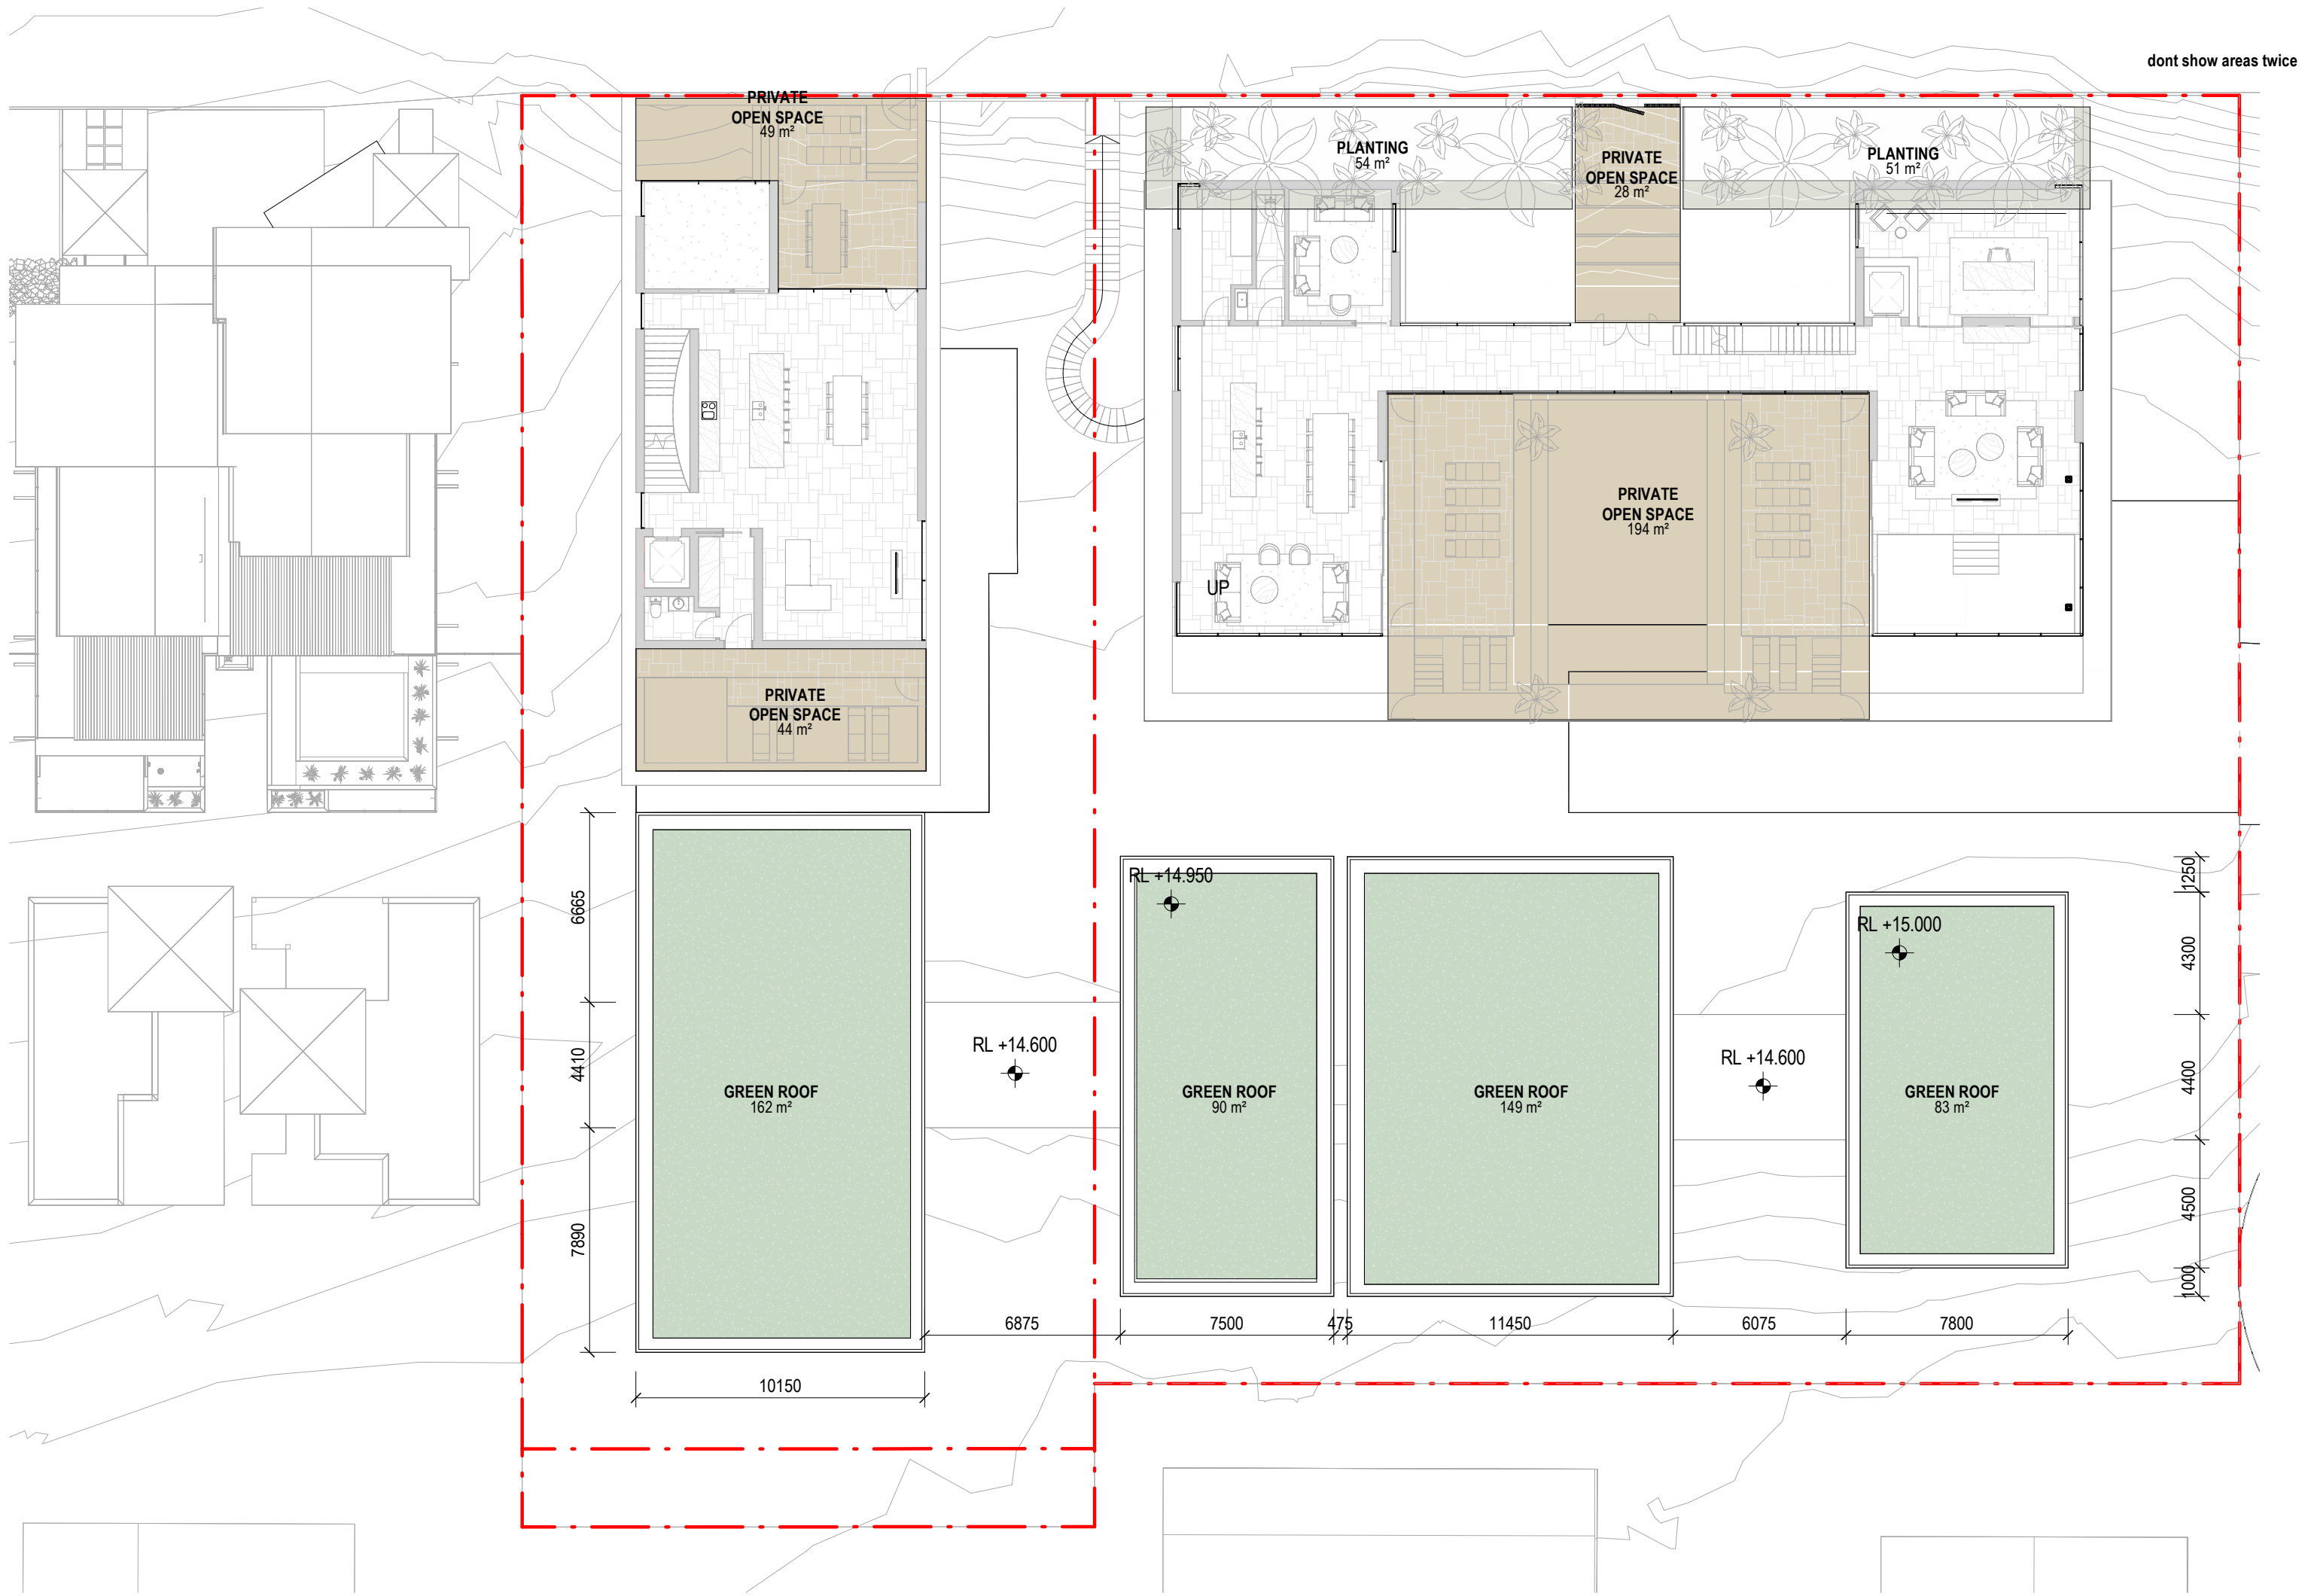 dont show areas twice
PRIVATE
OPEN SPACE
49 m²
PLANTING
54 m²
PRIVATE
OPEN SPACE
28 m²
PLANTING
51 m²
PRIVATE
OPEN SPACE
194 m²
UP
PRIVATE
OPEN SPACE
44 m²
6665
4410
7890
GREEN ROOF
162 m²
10150
RL +14.600
6875
RL +14.950
GREEN ROOF
90 m²
7500
475
GREEN ROOF
149 m²
11450
RL +14.600
6075
RL +15.000
GREEN ROOF
83 m²
7800
1250
4300
4400
4500
1000